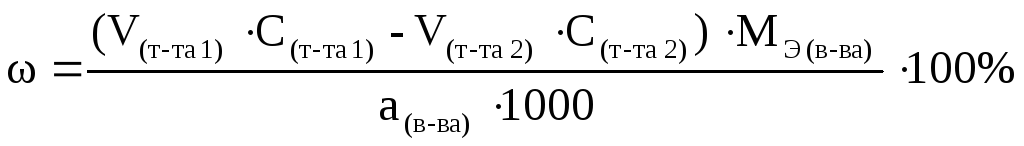 (V(т-та 1) ·C(т-та 1) - V(т-та 2) ·C(т-та 2)) ·MЭ (в-ва)
ω = ·100%
a(в-ва) ·1000